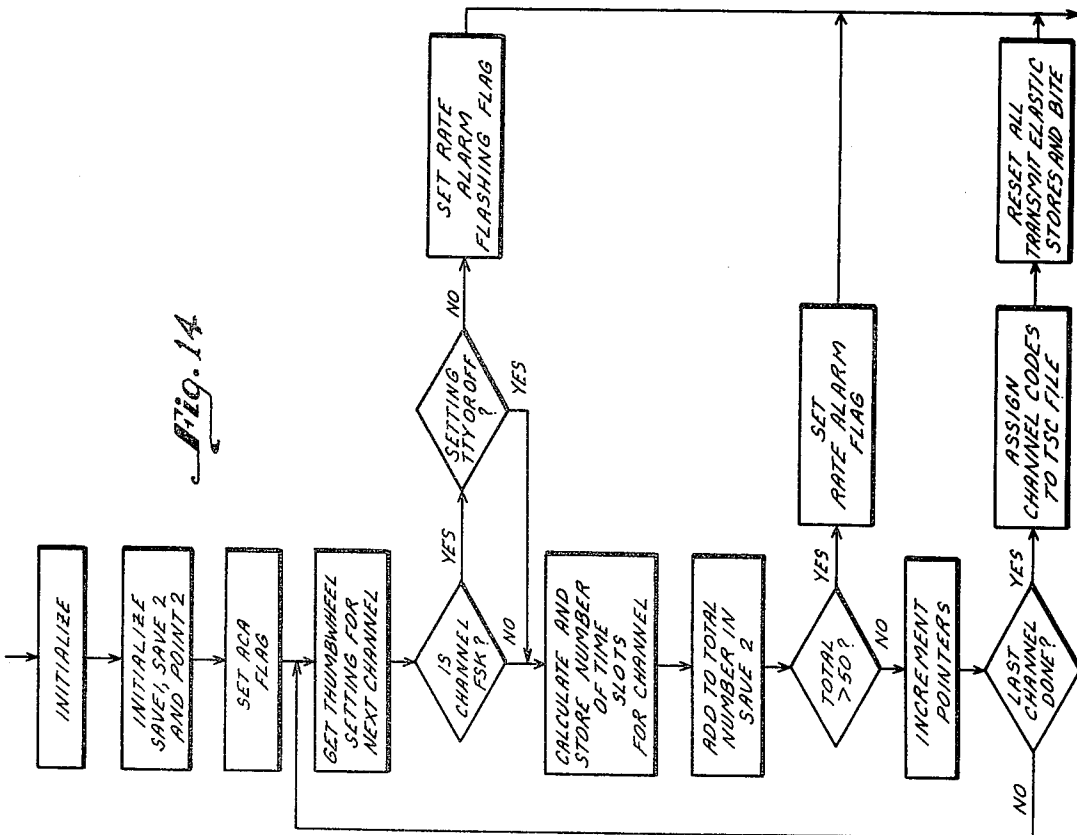 Fig. 14
INITIALIZE
INITIALIZE
SAVE 1, SAVE 2
AND POINT 2
SET ACA
FLAG
GET THUMBWHEEL
SETTING FOR
NEXT CHANNEL
IS
CHANNEL
FSK?
YES
NO
SETTING
TTY OR OFF
?
NO
YES
SET RATE
ALARM
FLASHING FLAG
CALCULATE AND
STORE NUMBER
OF TIME
SLOTS
FOR CHANNEL
ADD TO TOTAL
NUMBER IN
SAVE 2
TOTAL
>50?
YES
NO
SET
RATE ALARM
FLAG
INCREMENT
POINTERS
LAST
CHANNEL
DONE?
YES
NO
ASSIGN
CHANNEL CODES
TO TSC FILE
RESET ALL
TRANSMIT ELASTIC
STORES AND BITE